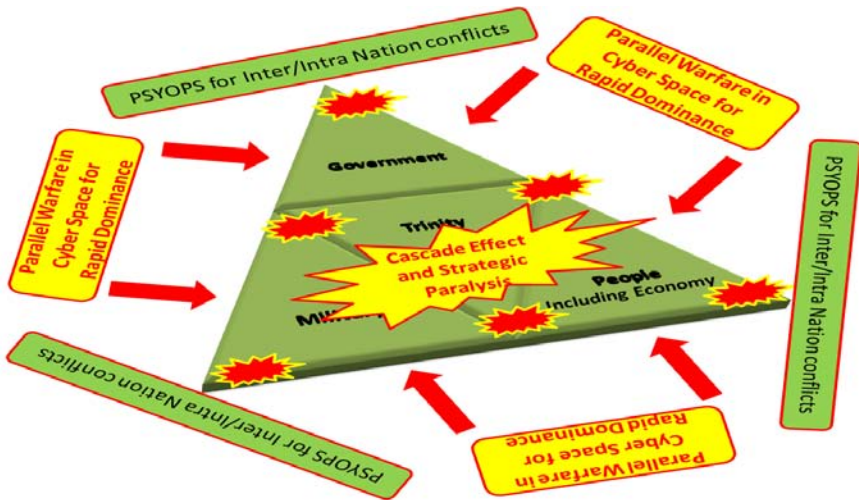 PSYOPS for Inter/Intra Nation conflicts
Parallel Warfare in
Cyber Space for
Rapid Dominance
Parallel Warfare in
Cyber Space for
Rapid Dominance
Government
Trinity
Cascade Effect
and Strategic
Paralysis
People
Including Economy
PSYOPS for Inter/Intra Nation conflicts
PSYOPS for Inter/Intra Nation conflicts
Parallel Warfare in
Cyber Space for
Rapid Dominance